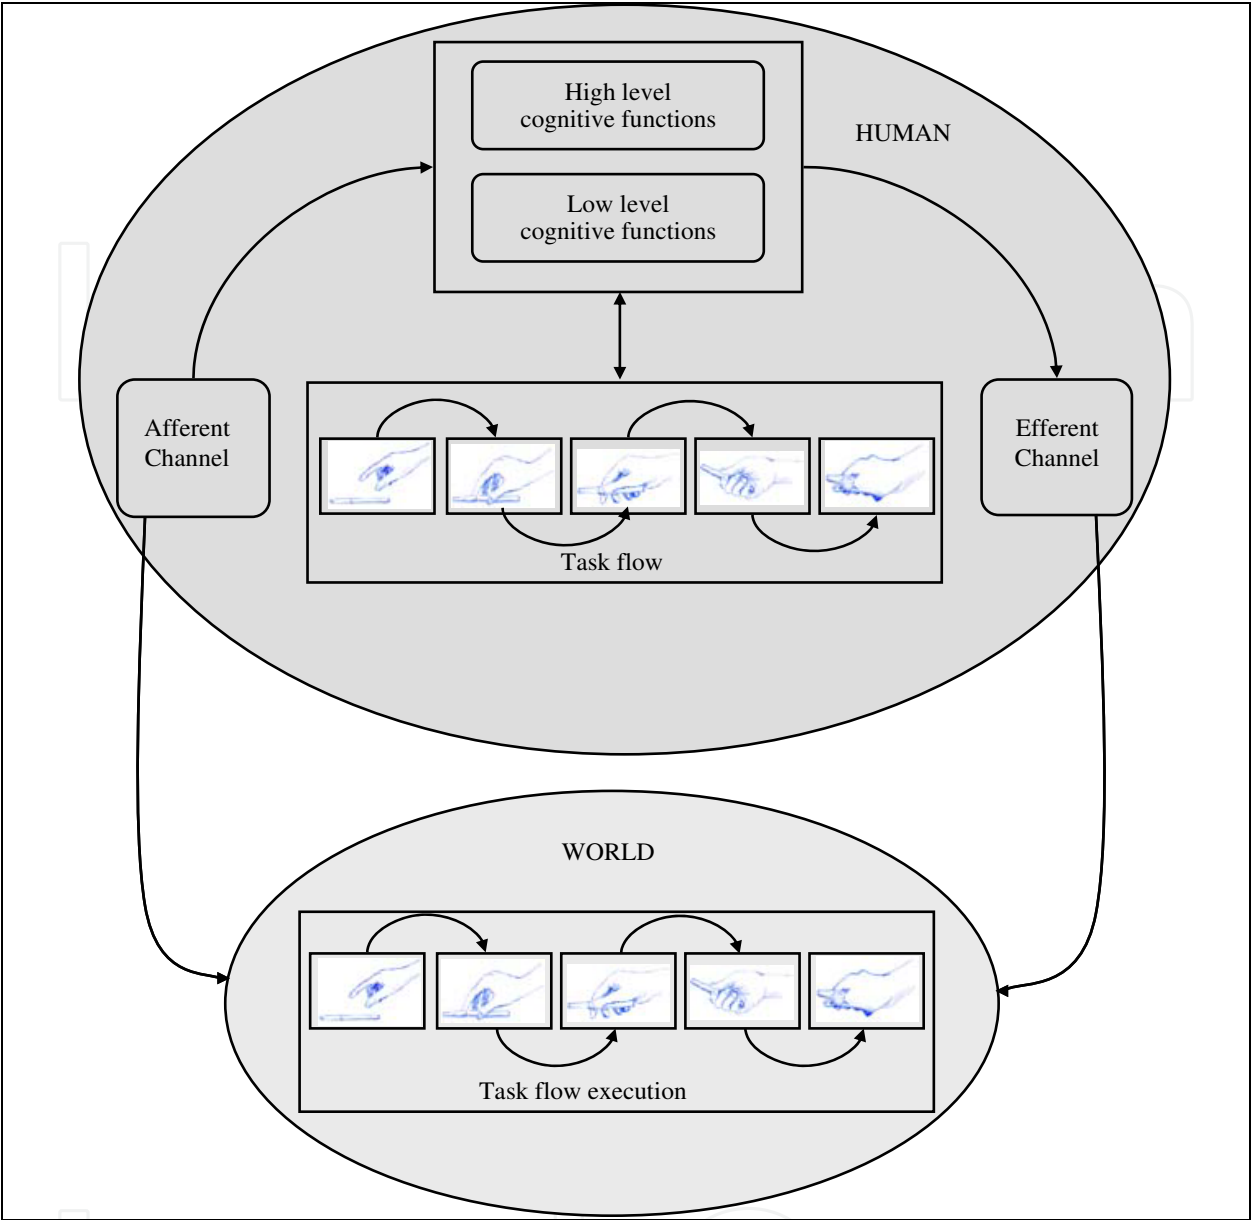 High level
cognitive functions
HUMAN
Low level
cognitive functions
Afferent
Channel
Efferent
Channel
Task flow
WORLD
Task flow execution